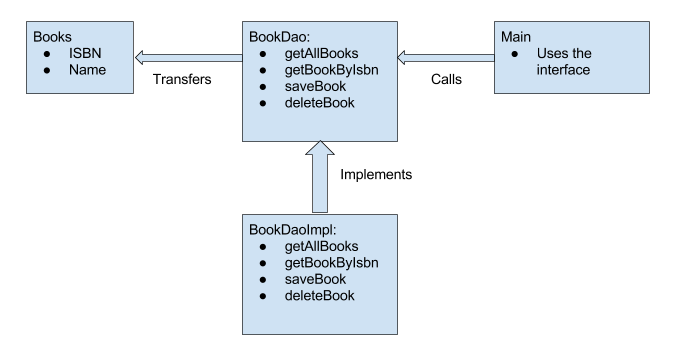 Books
● ISBN
● Name
Transfers
BookDao:
● getAllBooks
● getBookByIsbn
● saveBook
● deleteBook
Calls
Main
● Uses the
interface
Implements
BookDaoImpl:
● getAllBooks
● getBookByIsbn
● saveBook
● deleteBook